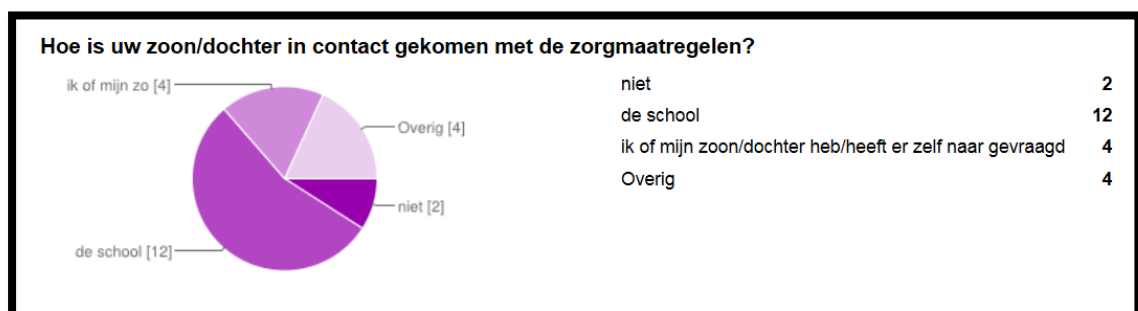 Hoe is uw zoon/dochter in contact gekomen met de zorgmaatregelen?
ik of mijn zo [4]
Overig [4]
niet [2]
de school [12]
niet 2
de school 12
ik of mijn zoon/dochter heb/heeft er zelf naar gevraagd 4
Overig 4